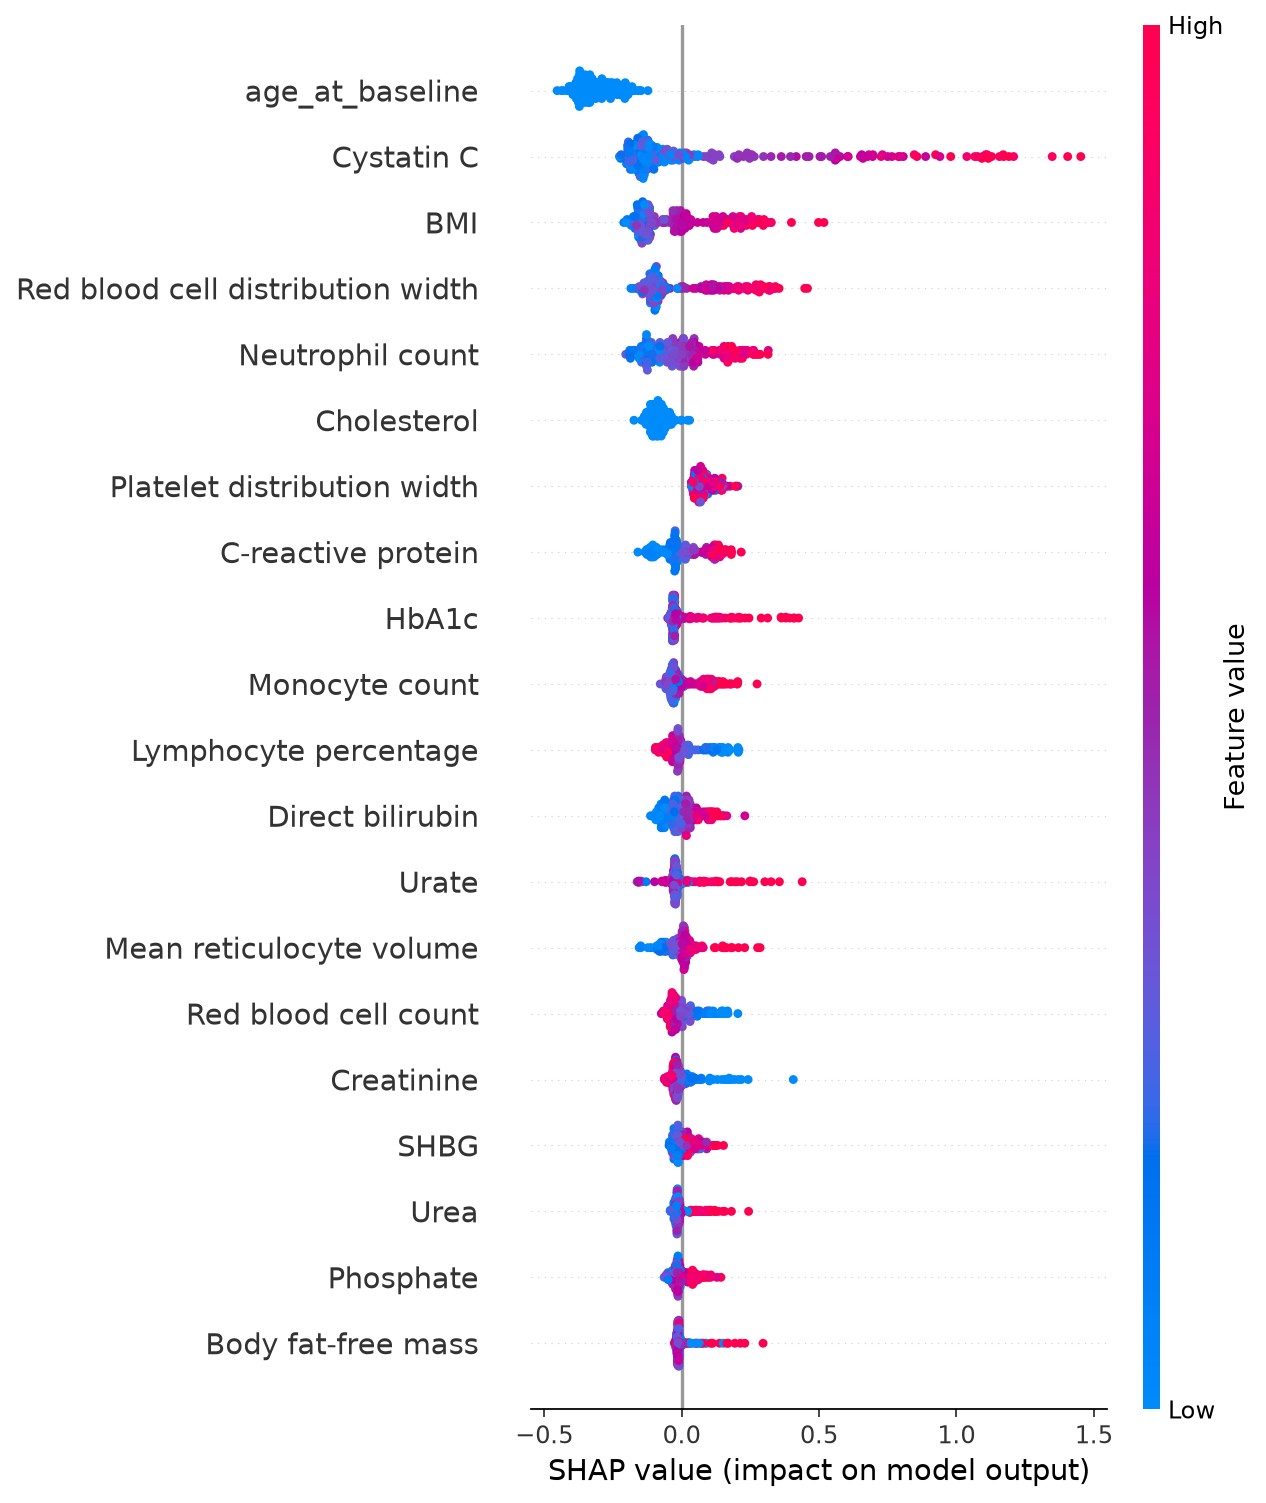 High
age_at_baseline
Cystatin C
BMI
Red blood cell distribution width
Neutrophil count
Cholesterol
Platelet distribution width
C-reactive protein
HbA1c
Monocyte count
Lymphocyte percentage
Direct bilirubin
Urate
Mean reticulocyte volume
Red blood cell count
Creatinine
SHBG
Urea
Phosphate
Body fat-free mass
Feature value
Low
−0.5 0.0 0.5 1.0 1.5
SHAP value (impact on model output)